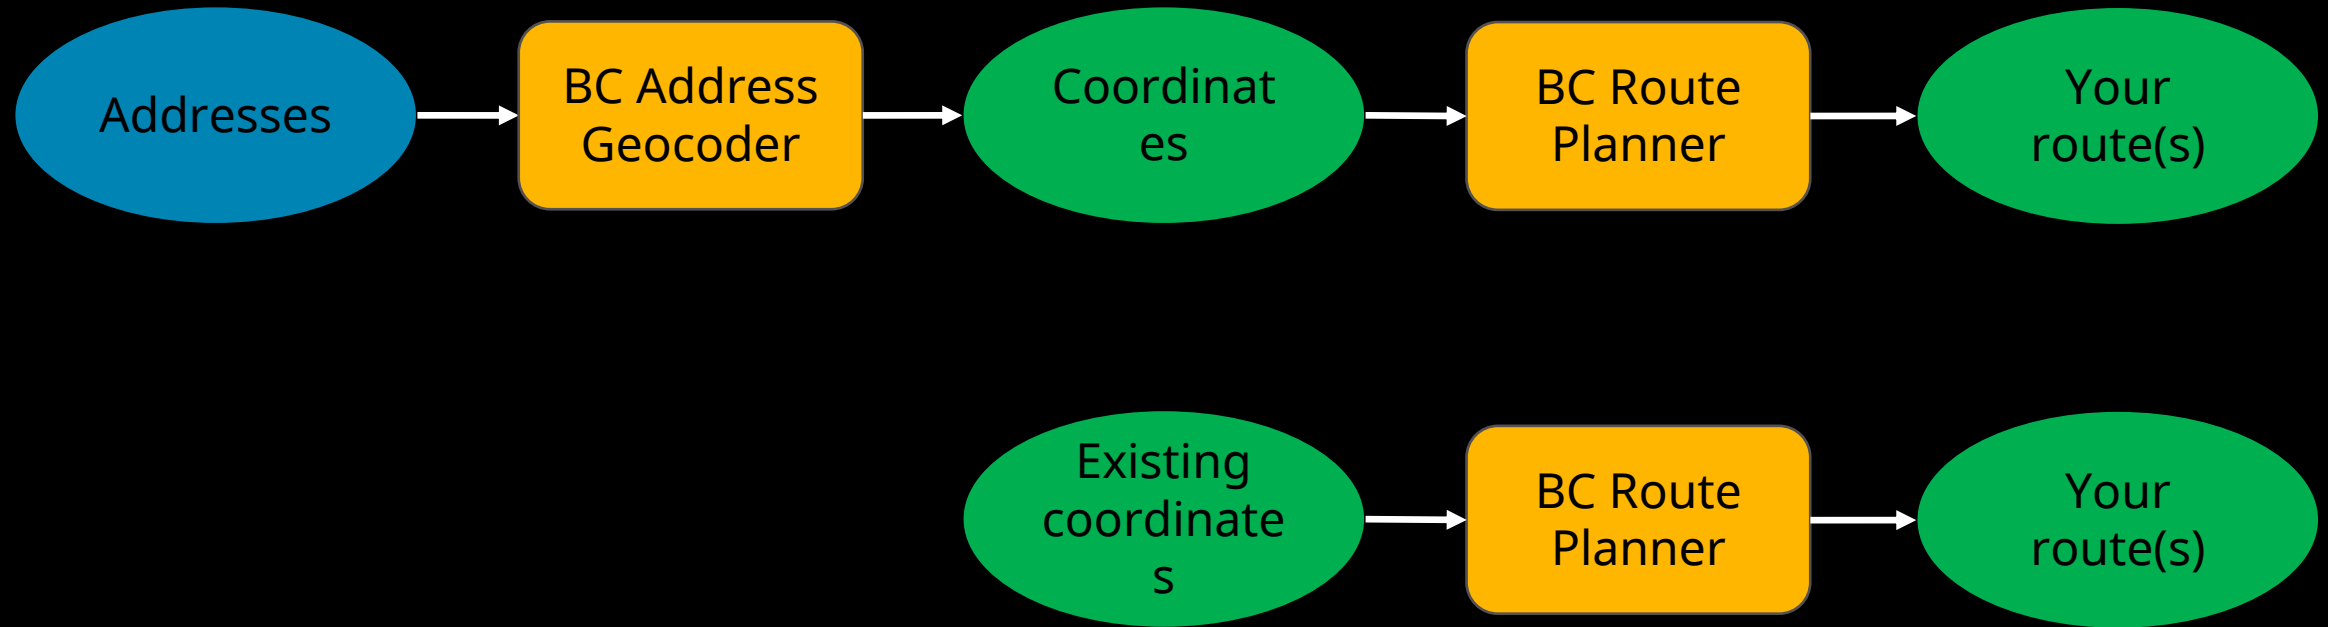 Addresses
BC Address
Geocoder
Coordinat
es
BC Route
Planner
Your
route(s)
Existing
coordinate
s
BC Route
Planner
Your
route(s)